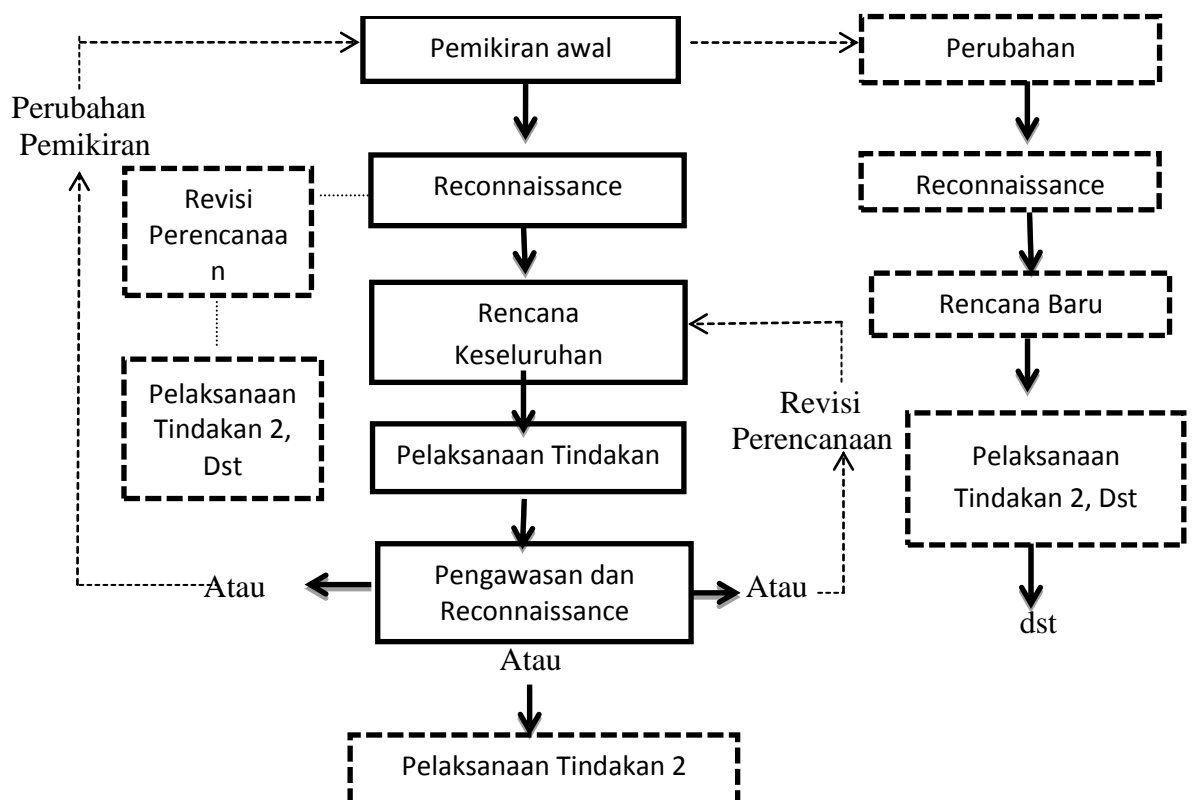 Pemikiran awal
Perubahan
Perubahan
Pemikiran
Revisi
Perencanaa
n
Reconnaissance
Reconnaissance
Rencana
Keseluruhan
Rencana Baru
Pelaksanaan
Tindakan 2,
Dst
Revisi
Perencanaan
Pelaksanaan Tindakan
Pelaksanaan
Tindakan 2, Dst
Atau
Pengawasan dan
Reconnaissance
Atau
dst
Atau
Pelaksanaan Tindakan 2